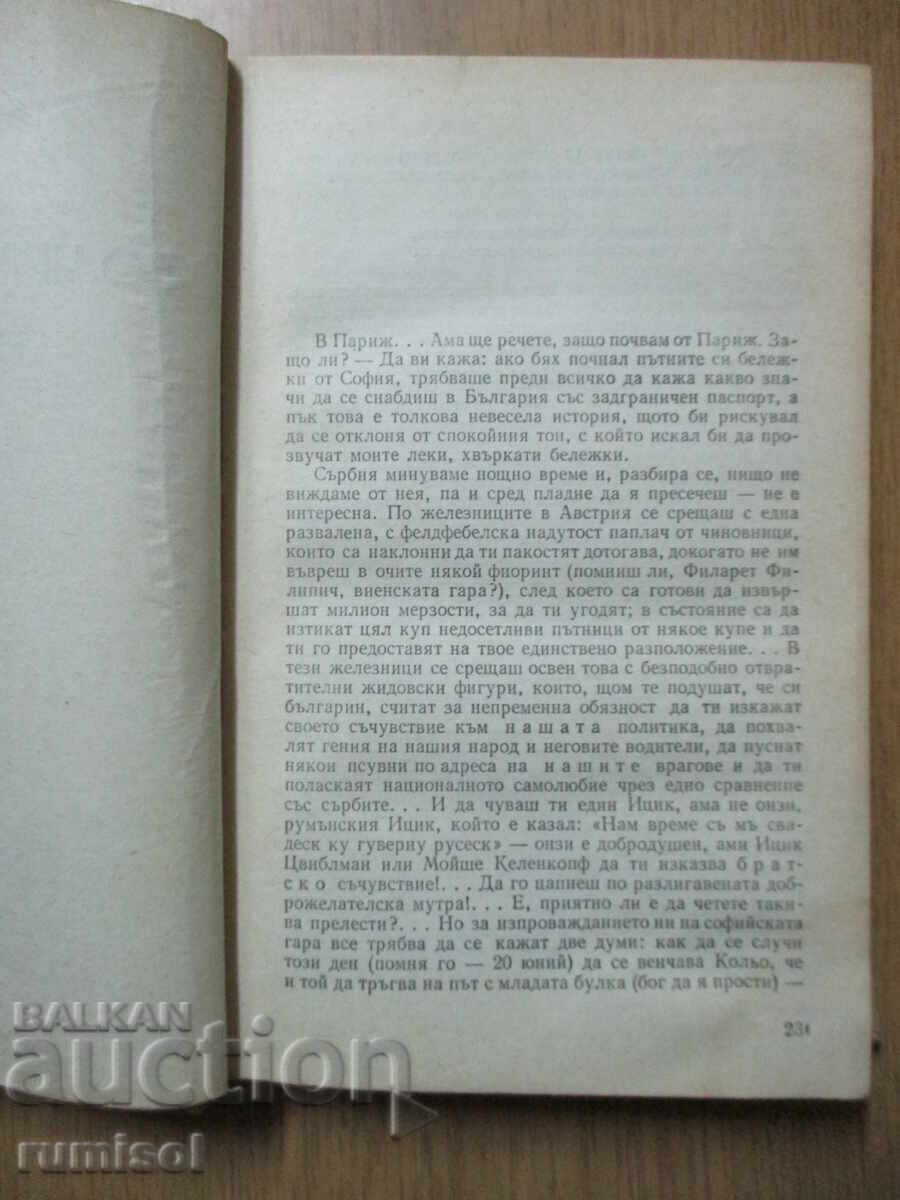 В Париж. . . Ама ще речете, защо почвам от Париж. За-
що ли? — Да ви кажа: ако бях почнал пътните си бележ-
ки от София, трябваше преди всичко да кажа какво зна-
чи да се снабдиш в България със задграничен паспорт, а
пък това е толкова невесела история, щото би рискувал
да се отклоня от спокойния тон, с който искал би да про-
звучат моите леки, хвъркати бележки.
Сърбия минуваме нощно време и, разбира се, нищо не
виждаме от нея, па и сред пладне да я пресечеш — не е
интересна. По железниците в Австрия се срещаш с една
развалена, с фелдфебелска надутост паплач от чиновници,
които са наклонни да ти пакостят дотогава, докогато не им
въвреш в очите някой фиоринт (помниш ли, Филарет Фи-
липич, виенската гара?), след което са готови да извър-
шат милион мерзости, за да ти угодят; в състояние са да
изтикат цял куп недосетливи пътници от някое купе и да
ти го предоставят на твое единствено разположение. . . В
тези железници се срещаш освен това с безподобно отвра-
тителни жидовски фигури, които, щом те подушат, че си
българин, считат за непременна обязност да ти изкажат
своето съчувствие към нашата политика, да похва-
лят гения на нашия народ и неговите водители, да пуснат
някои псувни по адреса на нашите врагове и да ти
поласкаят националното самолюбие чрез едно сравнение
със сърбите. . . И да чуваш ти един Ицик, ама не онзи,
румънския Ицик, който е казал: «Нам време съ мъ сва-
деск ку гуверну русеск» — онзи е добродушен, ами Ицик
Цвиблман или Мойше Келенкопф да ти изказва брат-
ско съчувствие!. . . Да го цапнеш по разлигавената доб-
рожелателска мутра!. . . Е, приятно ли е да четете таки-
ва прелести?. . . Но за изпровожданието ни на софийската
гара все трябва да се кажат две думи: как да се случи
този ден (помня го — 20 юний) да се венчава Кольо, че
и той да тръгва на път с младата булка (бог да я прости) —
231
BALKAN
auction
rumisol